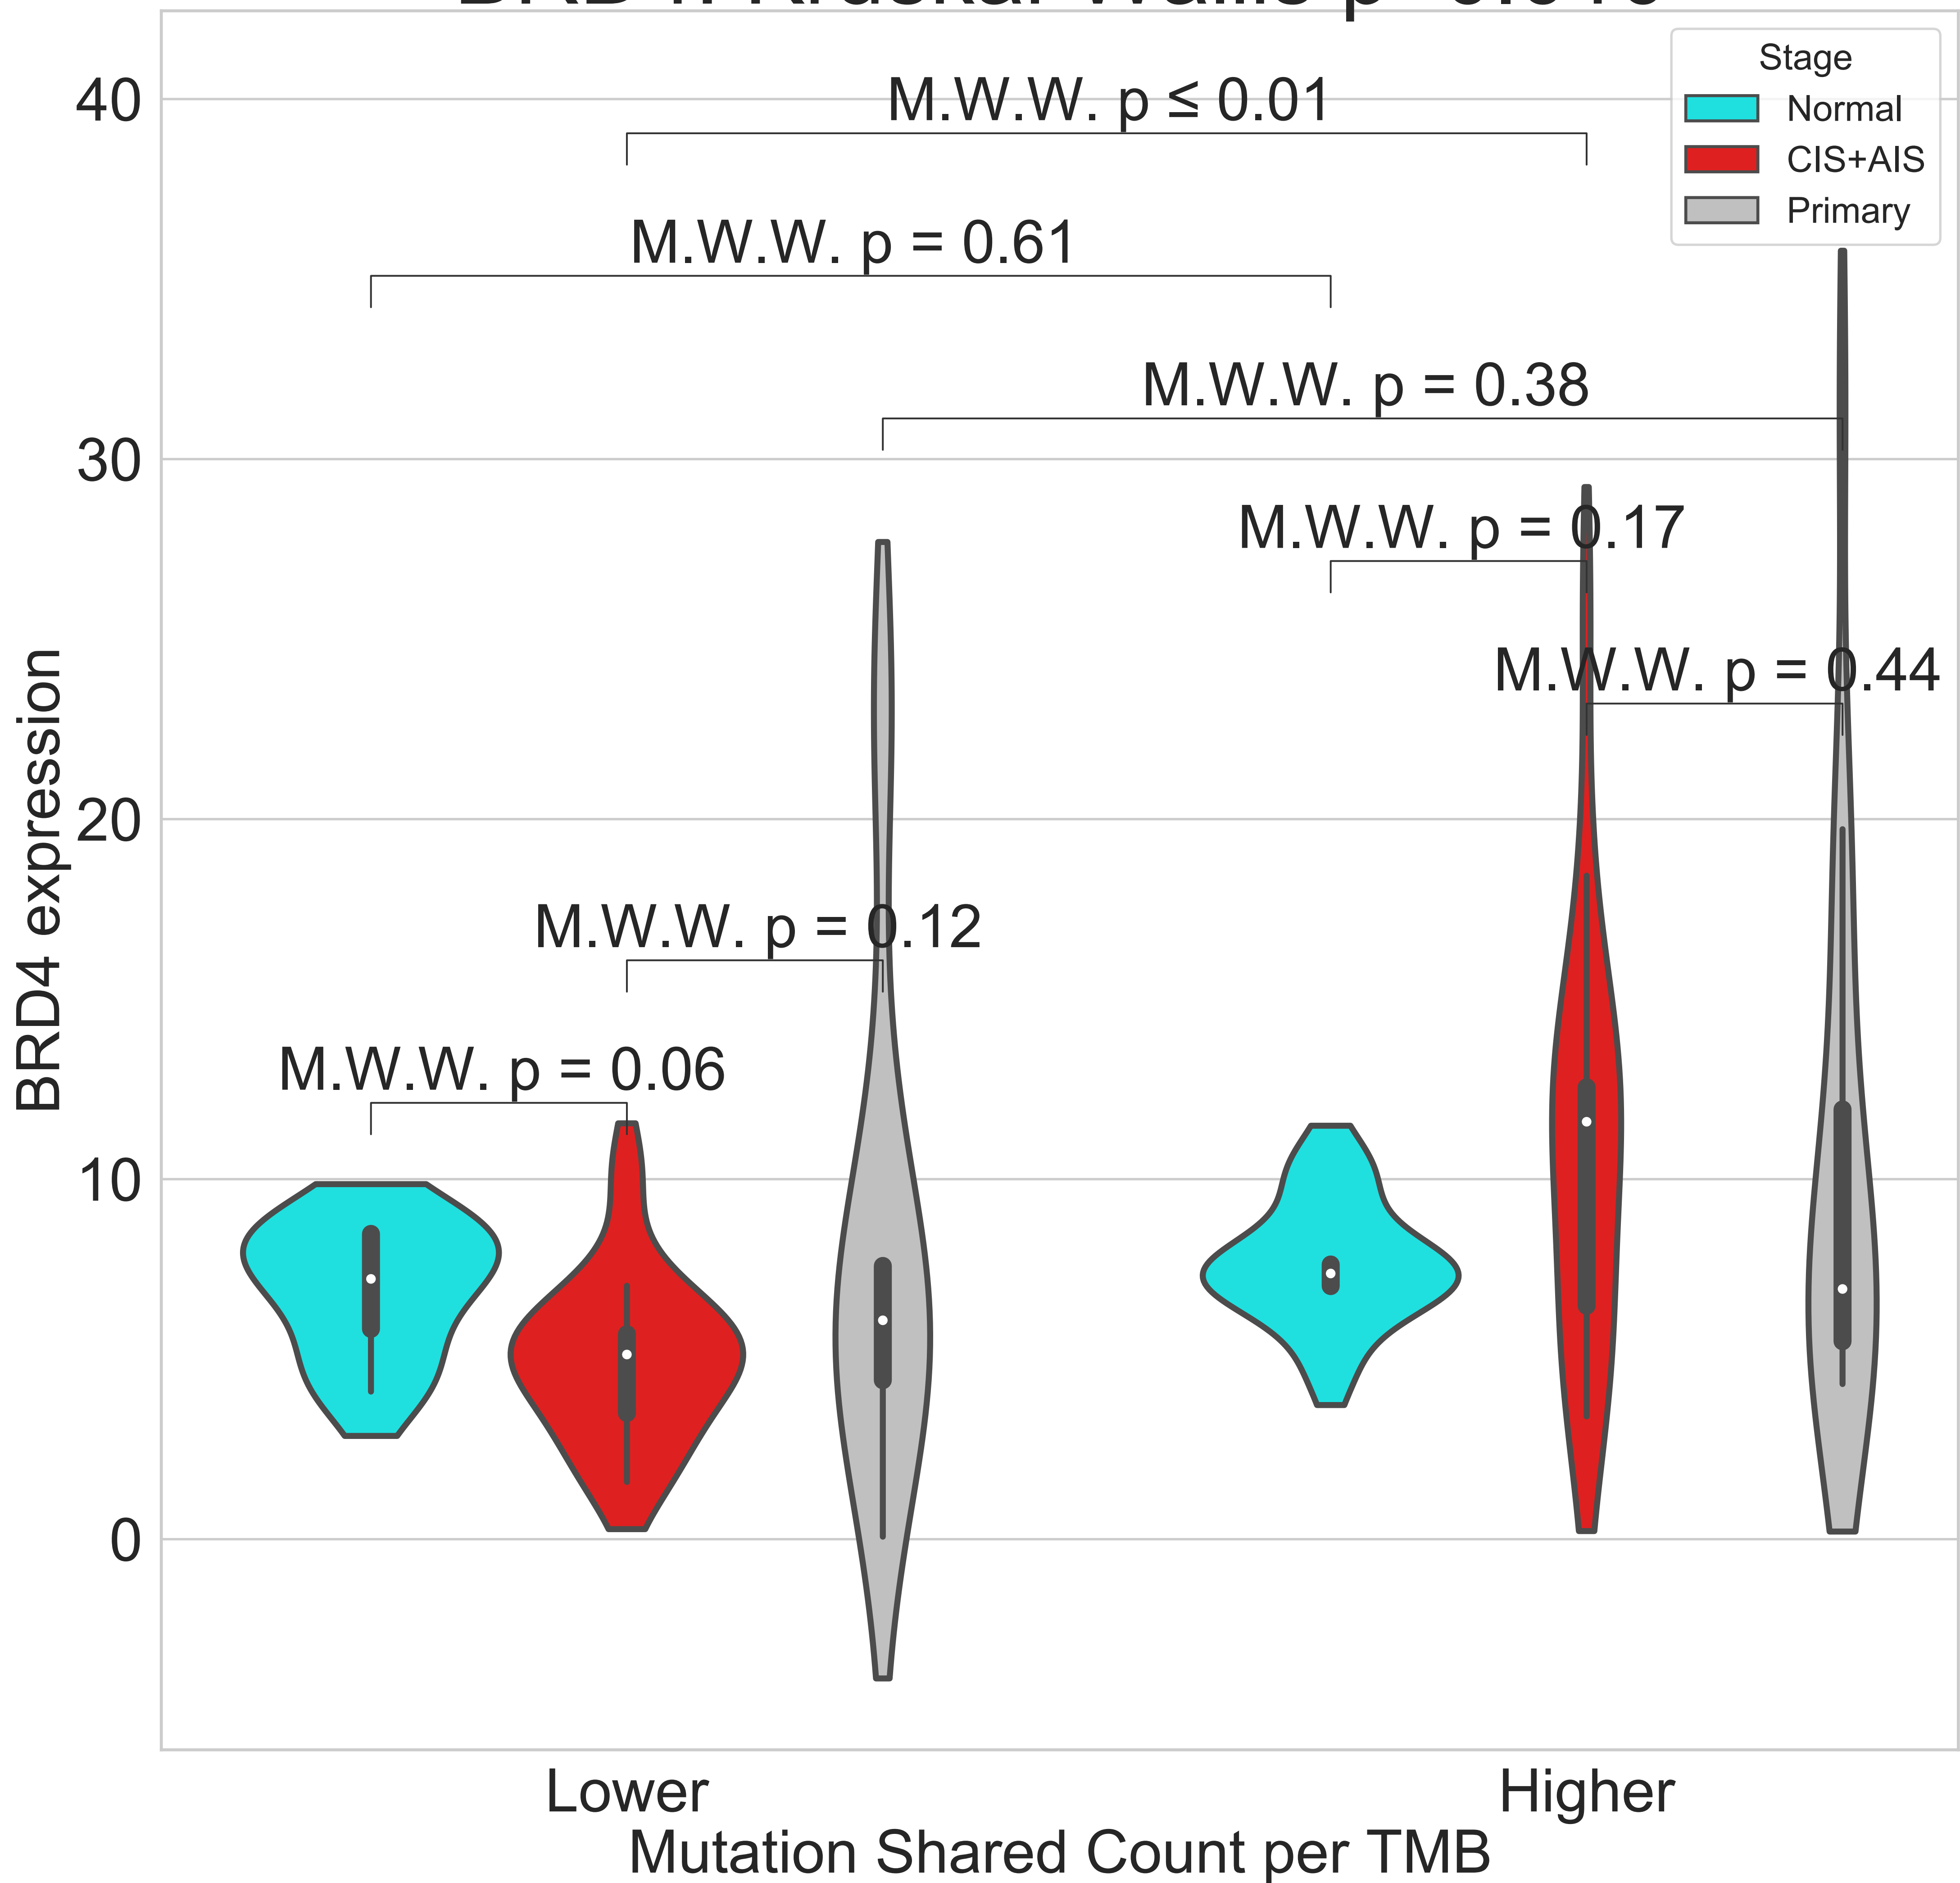 Stage
Normal
CIS+AIS
Primary
M.W.W. p ≤ 0.01
M.W.W. p = 0.61
M.W.W. p = 0.38
M.W.W. p = 0.17
M.W.W. p = 0.44
M.W.W. p = 0.12
M.W.W. p = 0.06
40
30
20
10
0
BRD4 expression
Lower
Higher
Mutation Shared Count per TMB